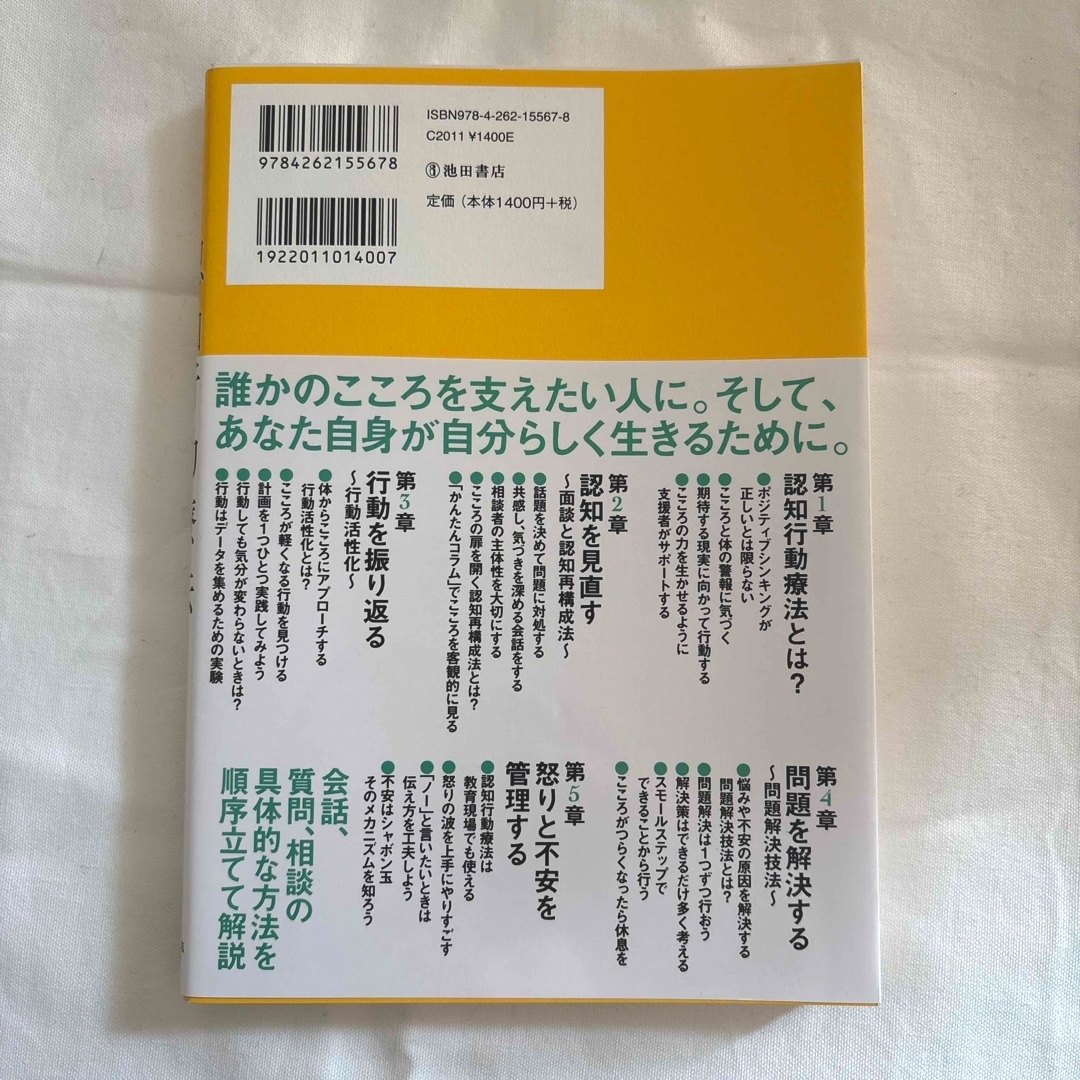 ISBN978-4-262-15567-8
C2011 ¥1400E
9784262155678
池田書店
定価(本体1400円+税)
1922011014007
誰かのこころを支えたい人に。そして、
あなた自身が自分らしく生きるために。
第1章
認知行動療法とは?
●ポジティブシンキングが
正しいとは限らない
●こころと体の警報に気づく
●期待する現実に向かって行動する
●こころの力を生かせるように
支援者がサポートする
第2章
認知を見直す
〜面談と認知再構成法〜
●話題を決めて問題に対処する
●共感し、気づきを深める会話をする
●相談者の主体性を大切にする
●こころの扉を開く認知再構成法とは?
●「かんたんコラム」でこころを客観的に見る
第3章
行動を振り返る
〜行動活性化〜
●体からこころにアプローチする
行動活性化とは?
●こころが軽くなる行動を見つける
●計画を1つひとつ実践してみよう
●行動しても気分が変わらないときは?
●行動はデータを集めるための実験
第4章
問題を解決する
〜問題解決技法〜
●悩みや不安の原因を解決する
問題解決技法とは?
●問題解決は1つずつ行おう
●解決策はできるだけ多く考える
●スモールステップで
できることから行う
●こころがつらくなったら休息を
第5章
怒りと不安を
管理する
●認知行動療法は
教育現場でも使える
●怒りの波を上手にやりすごす
●「ノー」と言いたいときは
伝え方を工夫しよう
●不安はシャボン玉
そのメカニズムを知ろう
会話、
質問、相談の
具体的な方法を
順序立てて解説